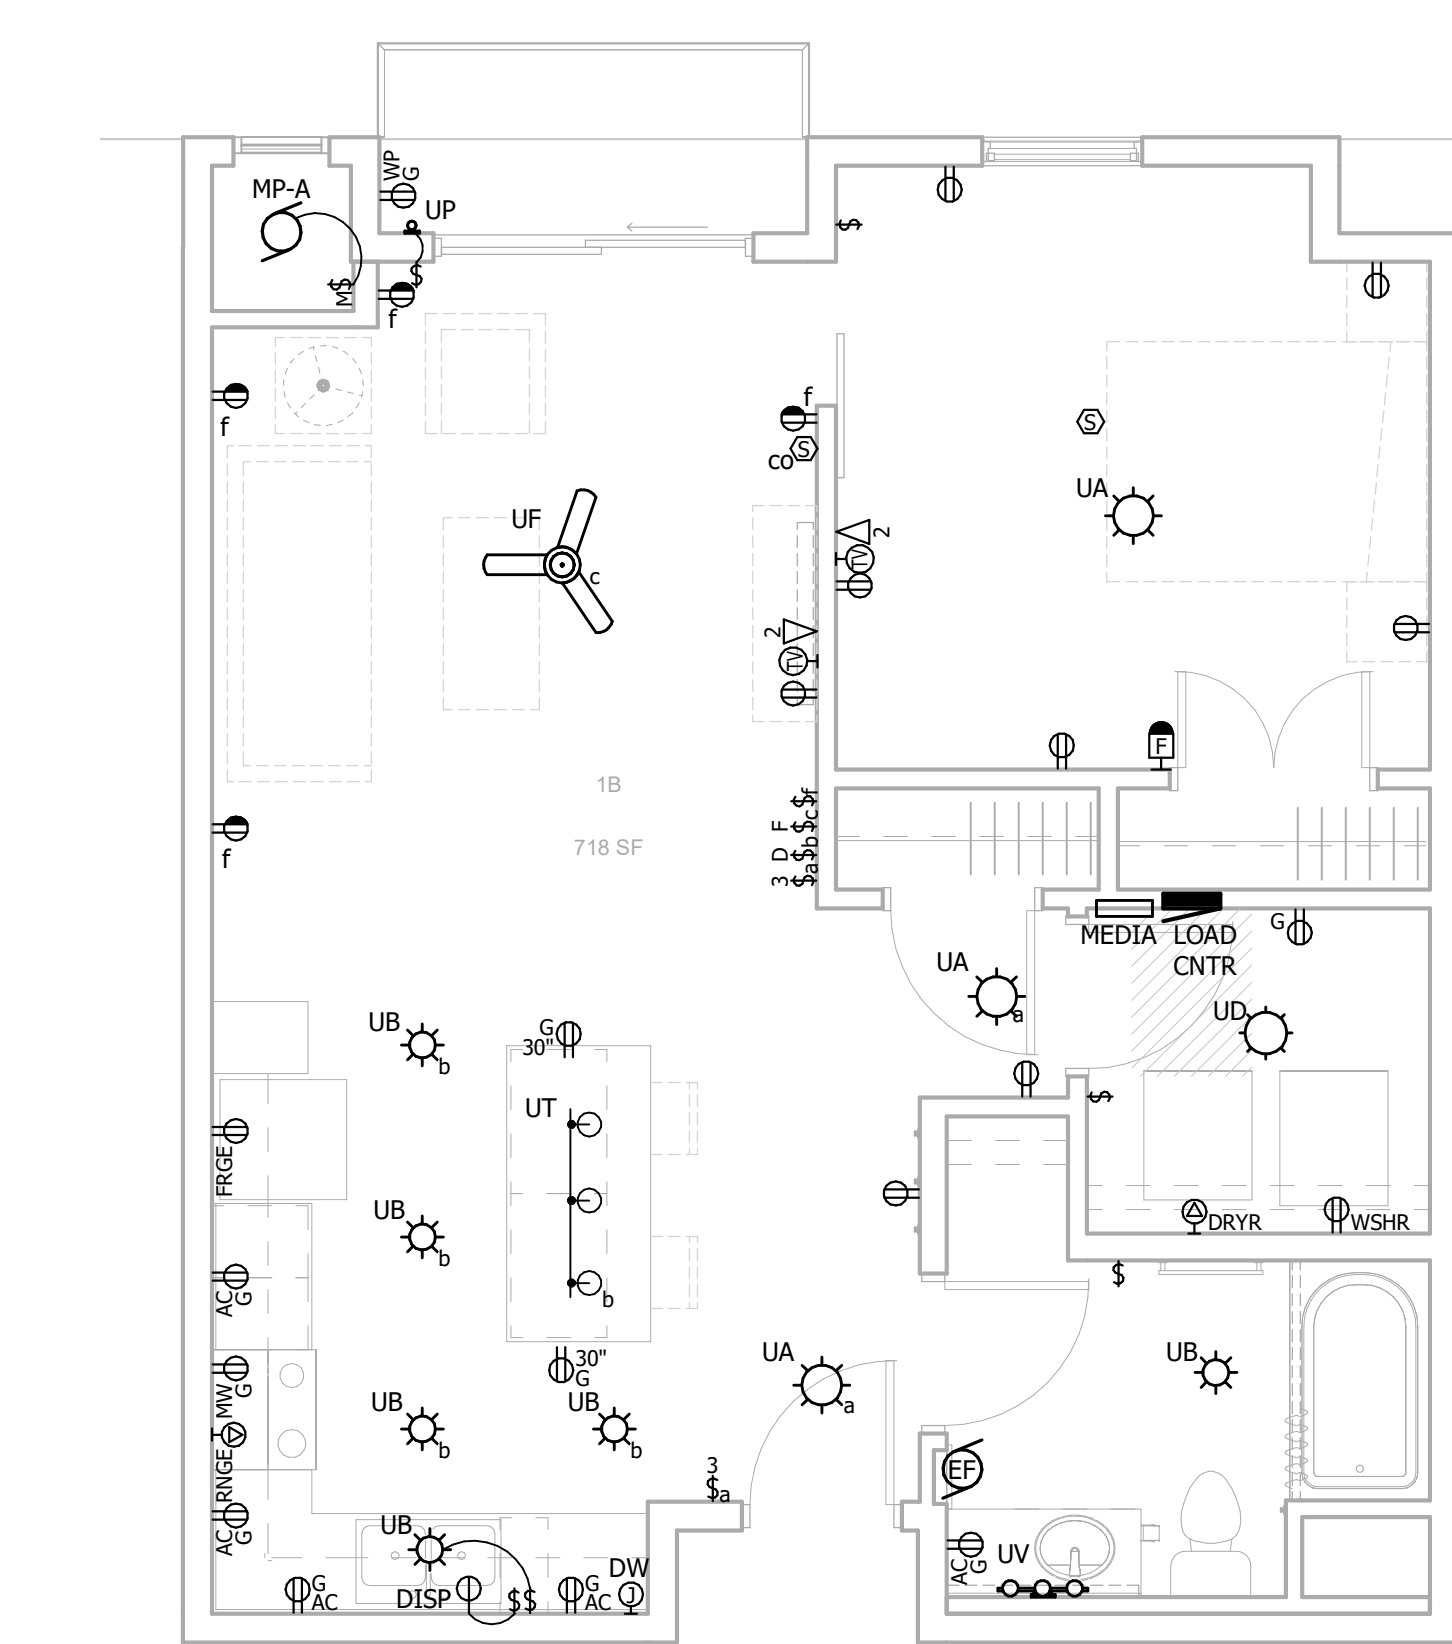 WP
G
MP-A
UP
$
$
M$
f
f
f
S
co
S
UA
UF
c
2
TV
2
TV
F
1B
$f
F $c
D $b
3 $a
718 SF
MEDIA
LOAD
CNTR
G
UA
a
UD
UB
b
G
30"
UT
$
FRGE
UB
b
DRYR
WSHR
$
AC
G
b
30"
G
UA
a
UB
MW
G
UB
b
UB
b
RNGE
EF
3
$a
AC
G
UB
AC
G
UV
DW
J
G
AC
DISP
$$
G
AC
f